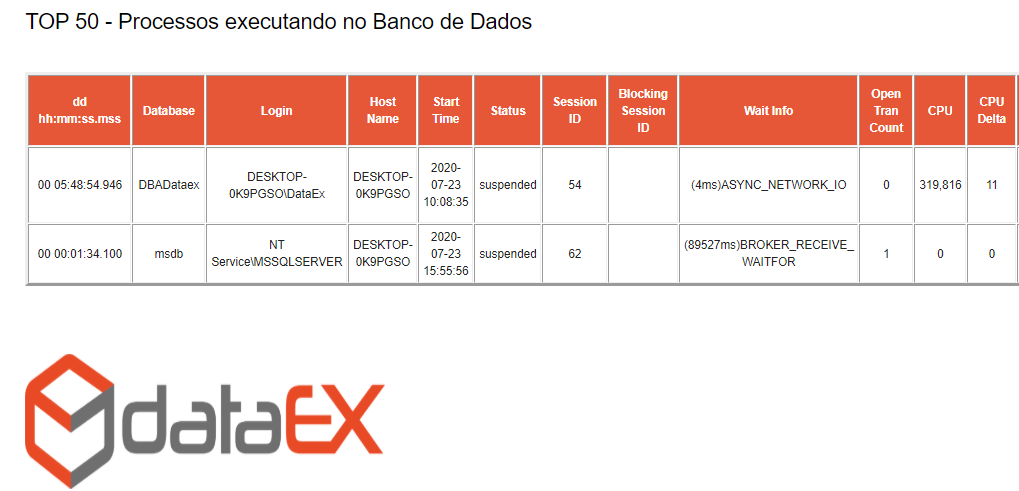 TOP 50 - Processos executando no Banco de Dados
dd hh:mm:ss.mss Database Login Host Name Start Time Status Session ID Blocking Session ID Wait Info Open Tran Count CPU CPU Delta
00 05:48:54.946 DBADataex DESKTOP-0K9PGSO\DataEx DESKTOP-0K9PGSO 2020-07-23 10:08:35 suspended 54 (4ms)ASYNC_NETWORK_IO 0 319,816 11
00 00:01:34.100 msdb NT Service\MSSQLSERVER DESKTOP-0K9PGSO 2020-07-23 15:55:56 suspended 62 (89527ms)BROKER_RECEIVE_WAITFOR 1 0 0
dataEX